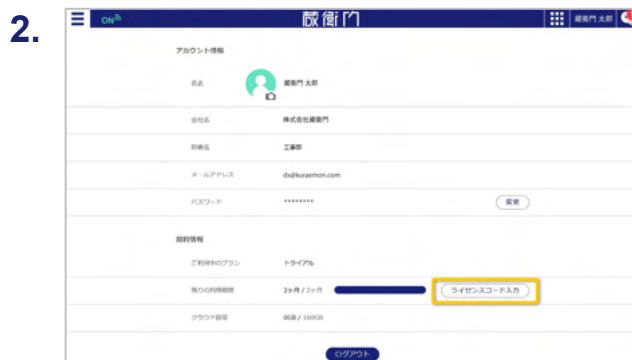 2.
ON
蔵衛門
蔵衛門 太郎
アカウント情報
氏名
蔵衛門 太郎
会社名
株式会社蔵衛門
部署名
工事部
メールアドレス
dx@kuraemon.com
パスワード
********
変更
契約情報
ご利用中のプラン
トライアル
残りの利用期間
2ヶ月 / 2ヶ月
ライセンスコード入力
クラウド容量
0GB / 100GB
ログアウト